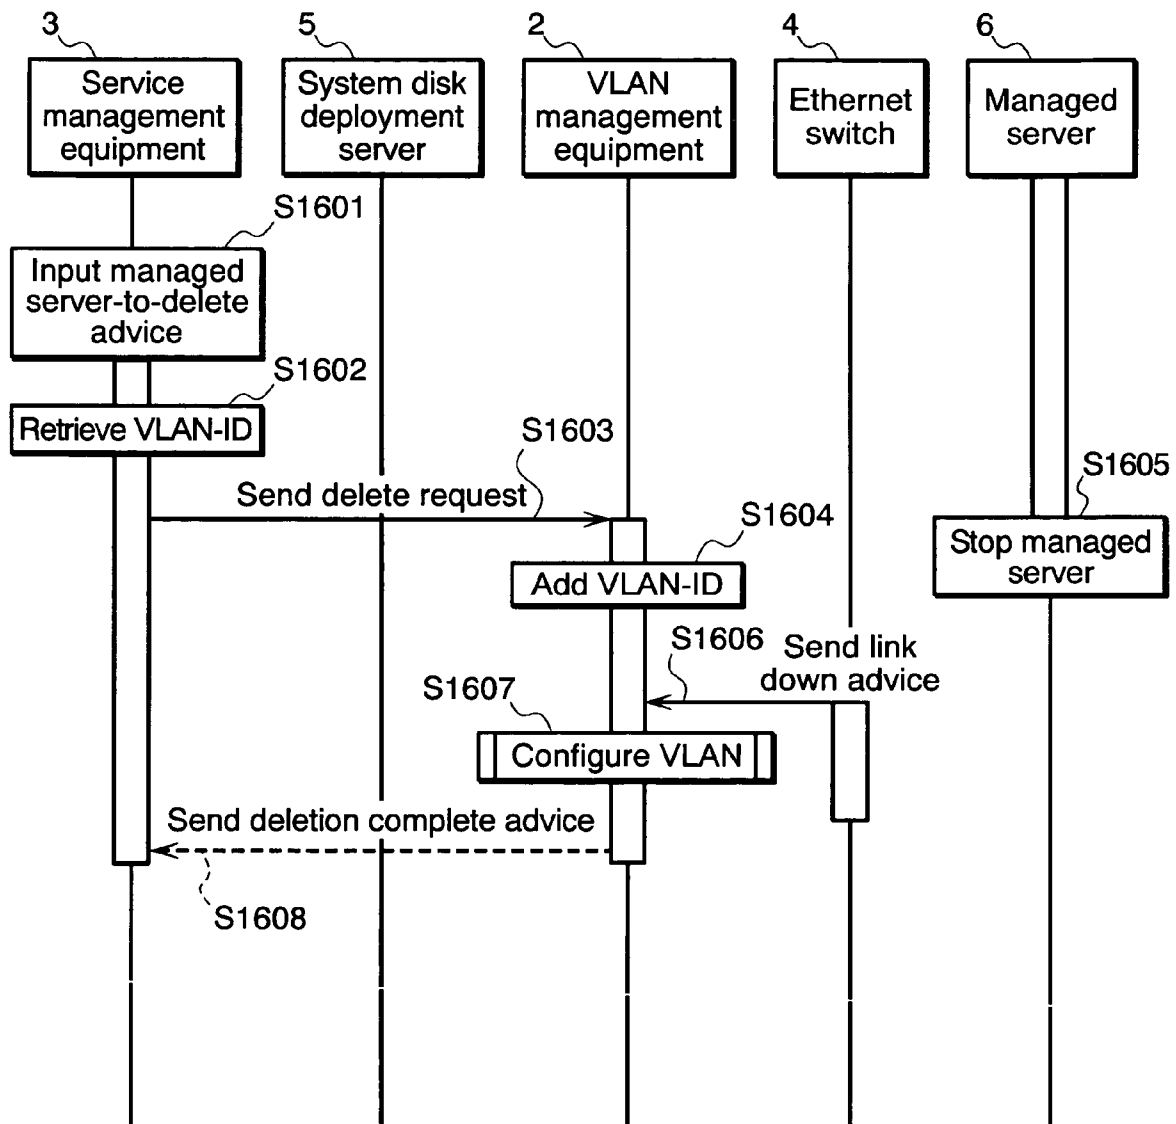 3
5
2
4
6
Service
management
equipment
System disk
deployment
server
VLAN
management
equipment
Ethernet
switch
Managed
server
S1601
Input managed
server-to-delete
advice
S1602
Retrieve VLAN-ID
S1603
Send delete request
S1604
Add VLAN-ID
S1605
Stop managed
server
S1606
Send link
down advice
S1607
Configure VLAN
Send deletion complete advice
S1608